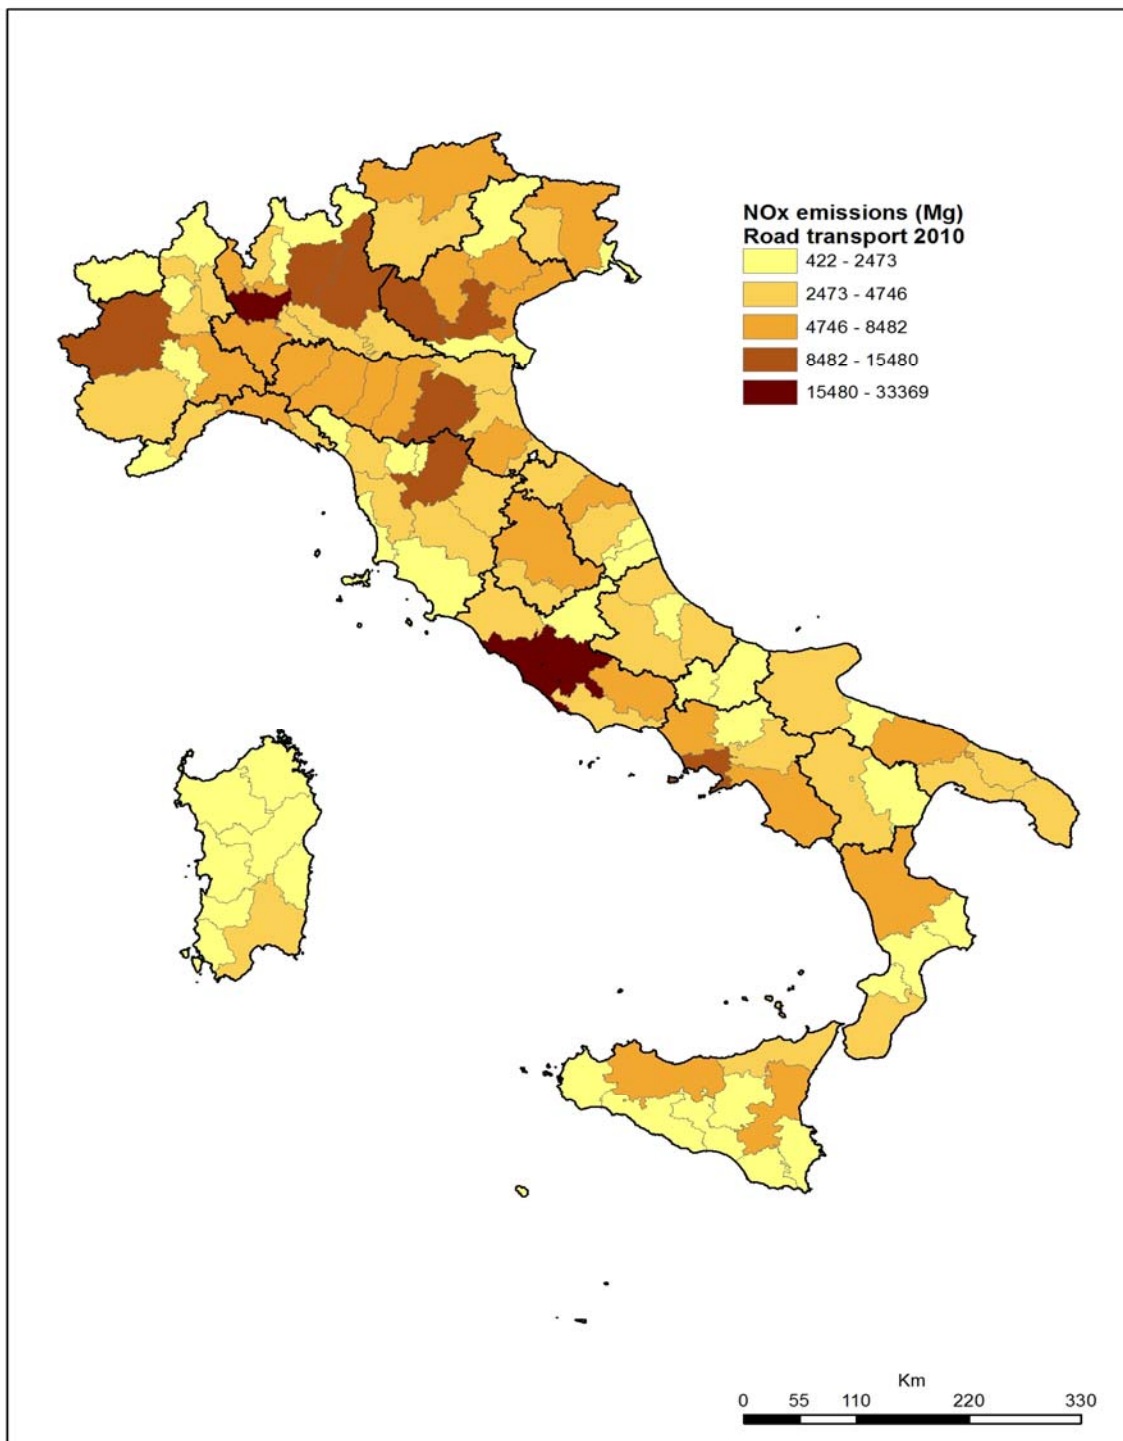 NOx emissions (Mg)
Road transport 2010
422 - 2473
2473 - 4746
4746 - 8482
8482 - 15480
15480 - 33369
Km
0 55 110 220 330